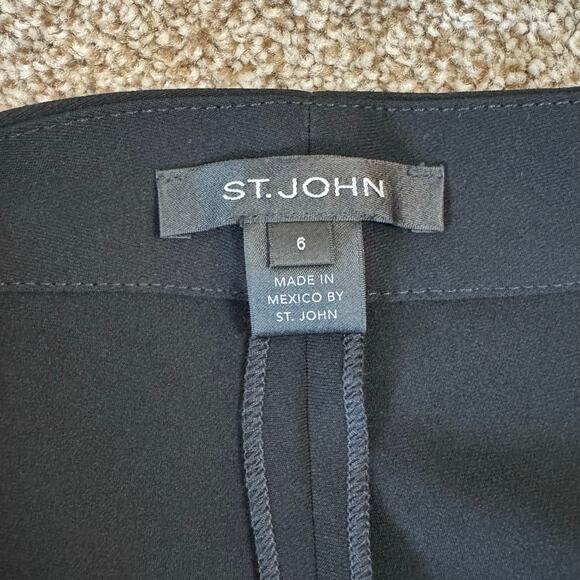 ST. JOHN
6
MADE IN
MEXICO BY
ST. JOHN